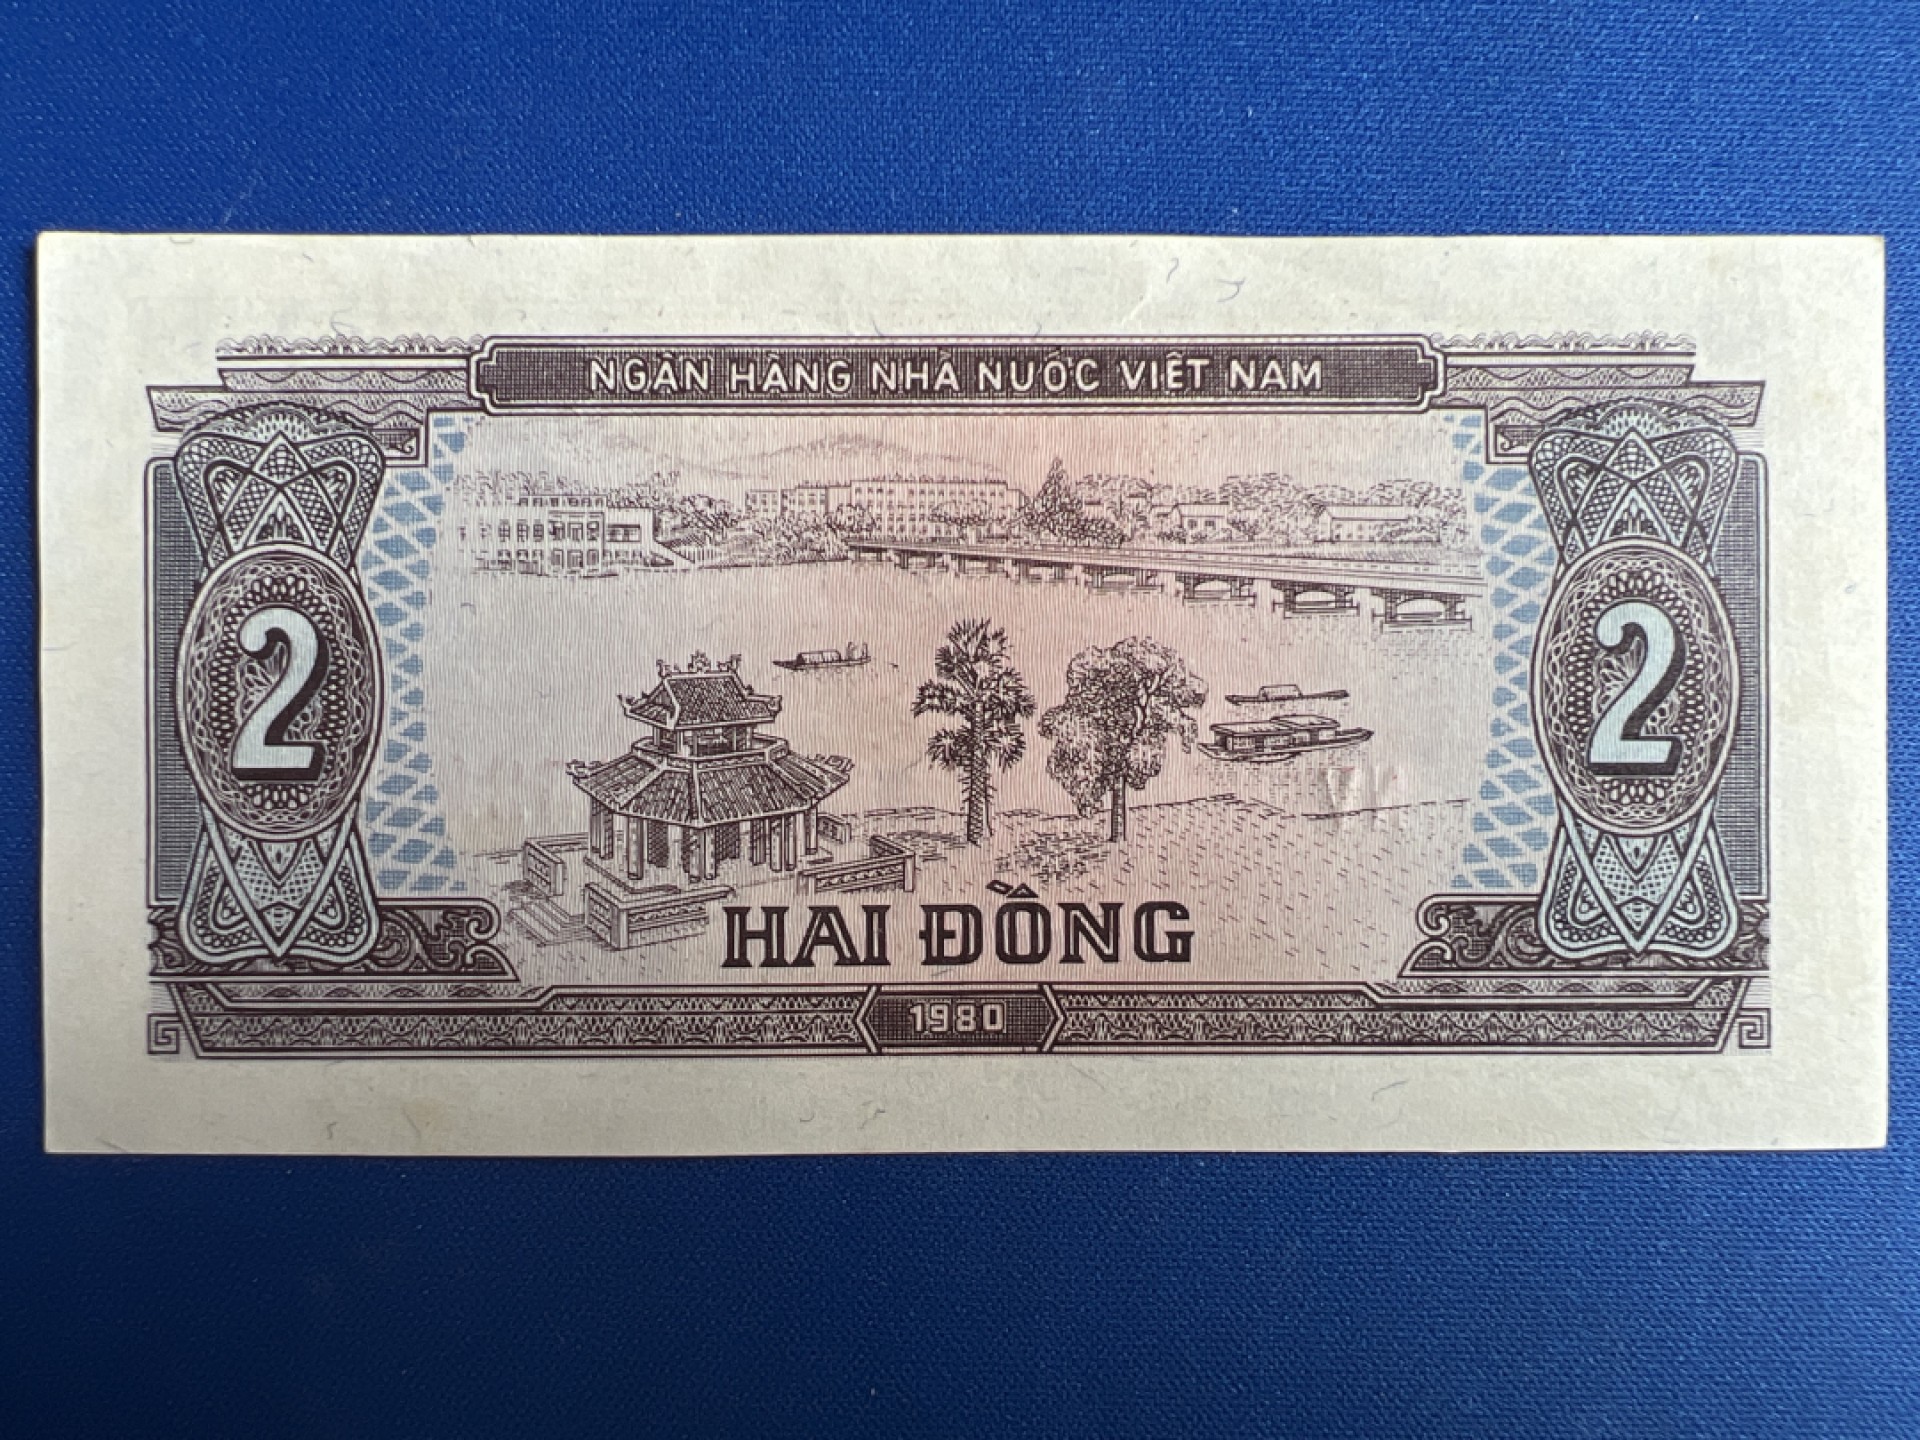 NGÂN HÀNG NHÀ NƯỚC VIỆT NAM
2 2
HAI ĐỒNG
1980